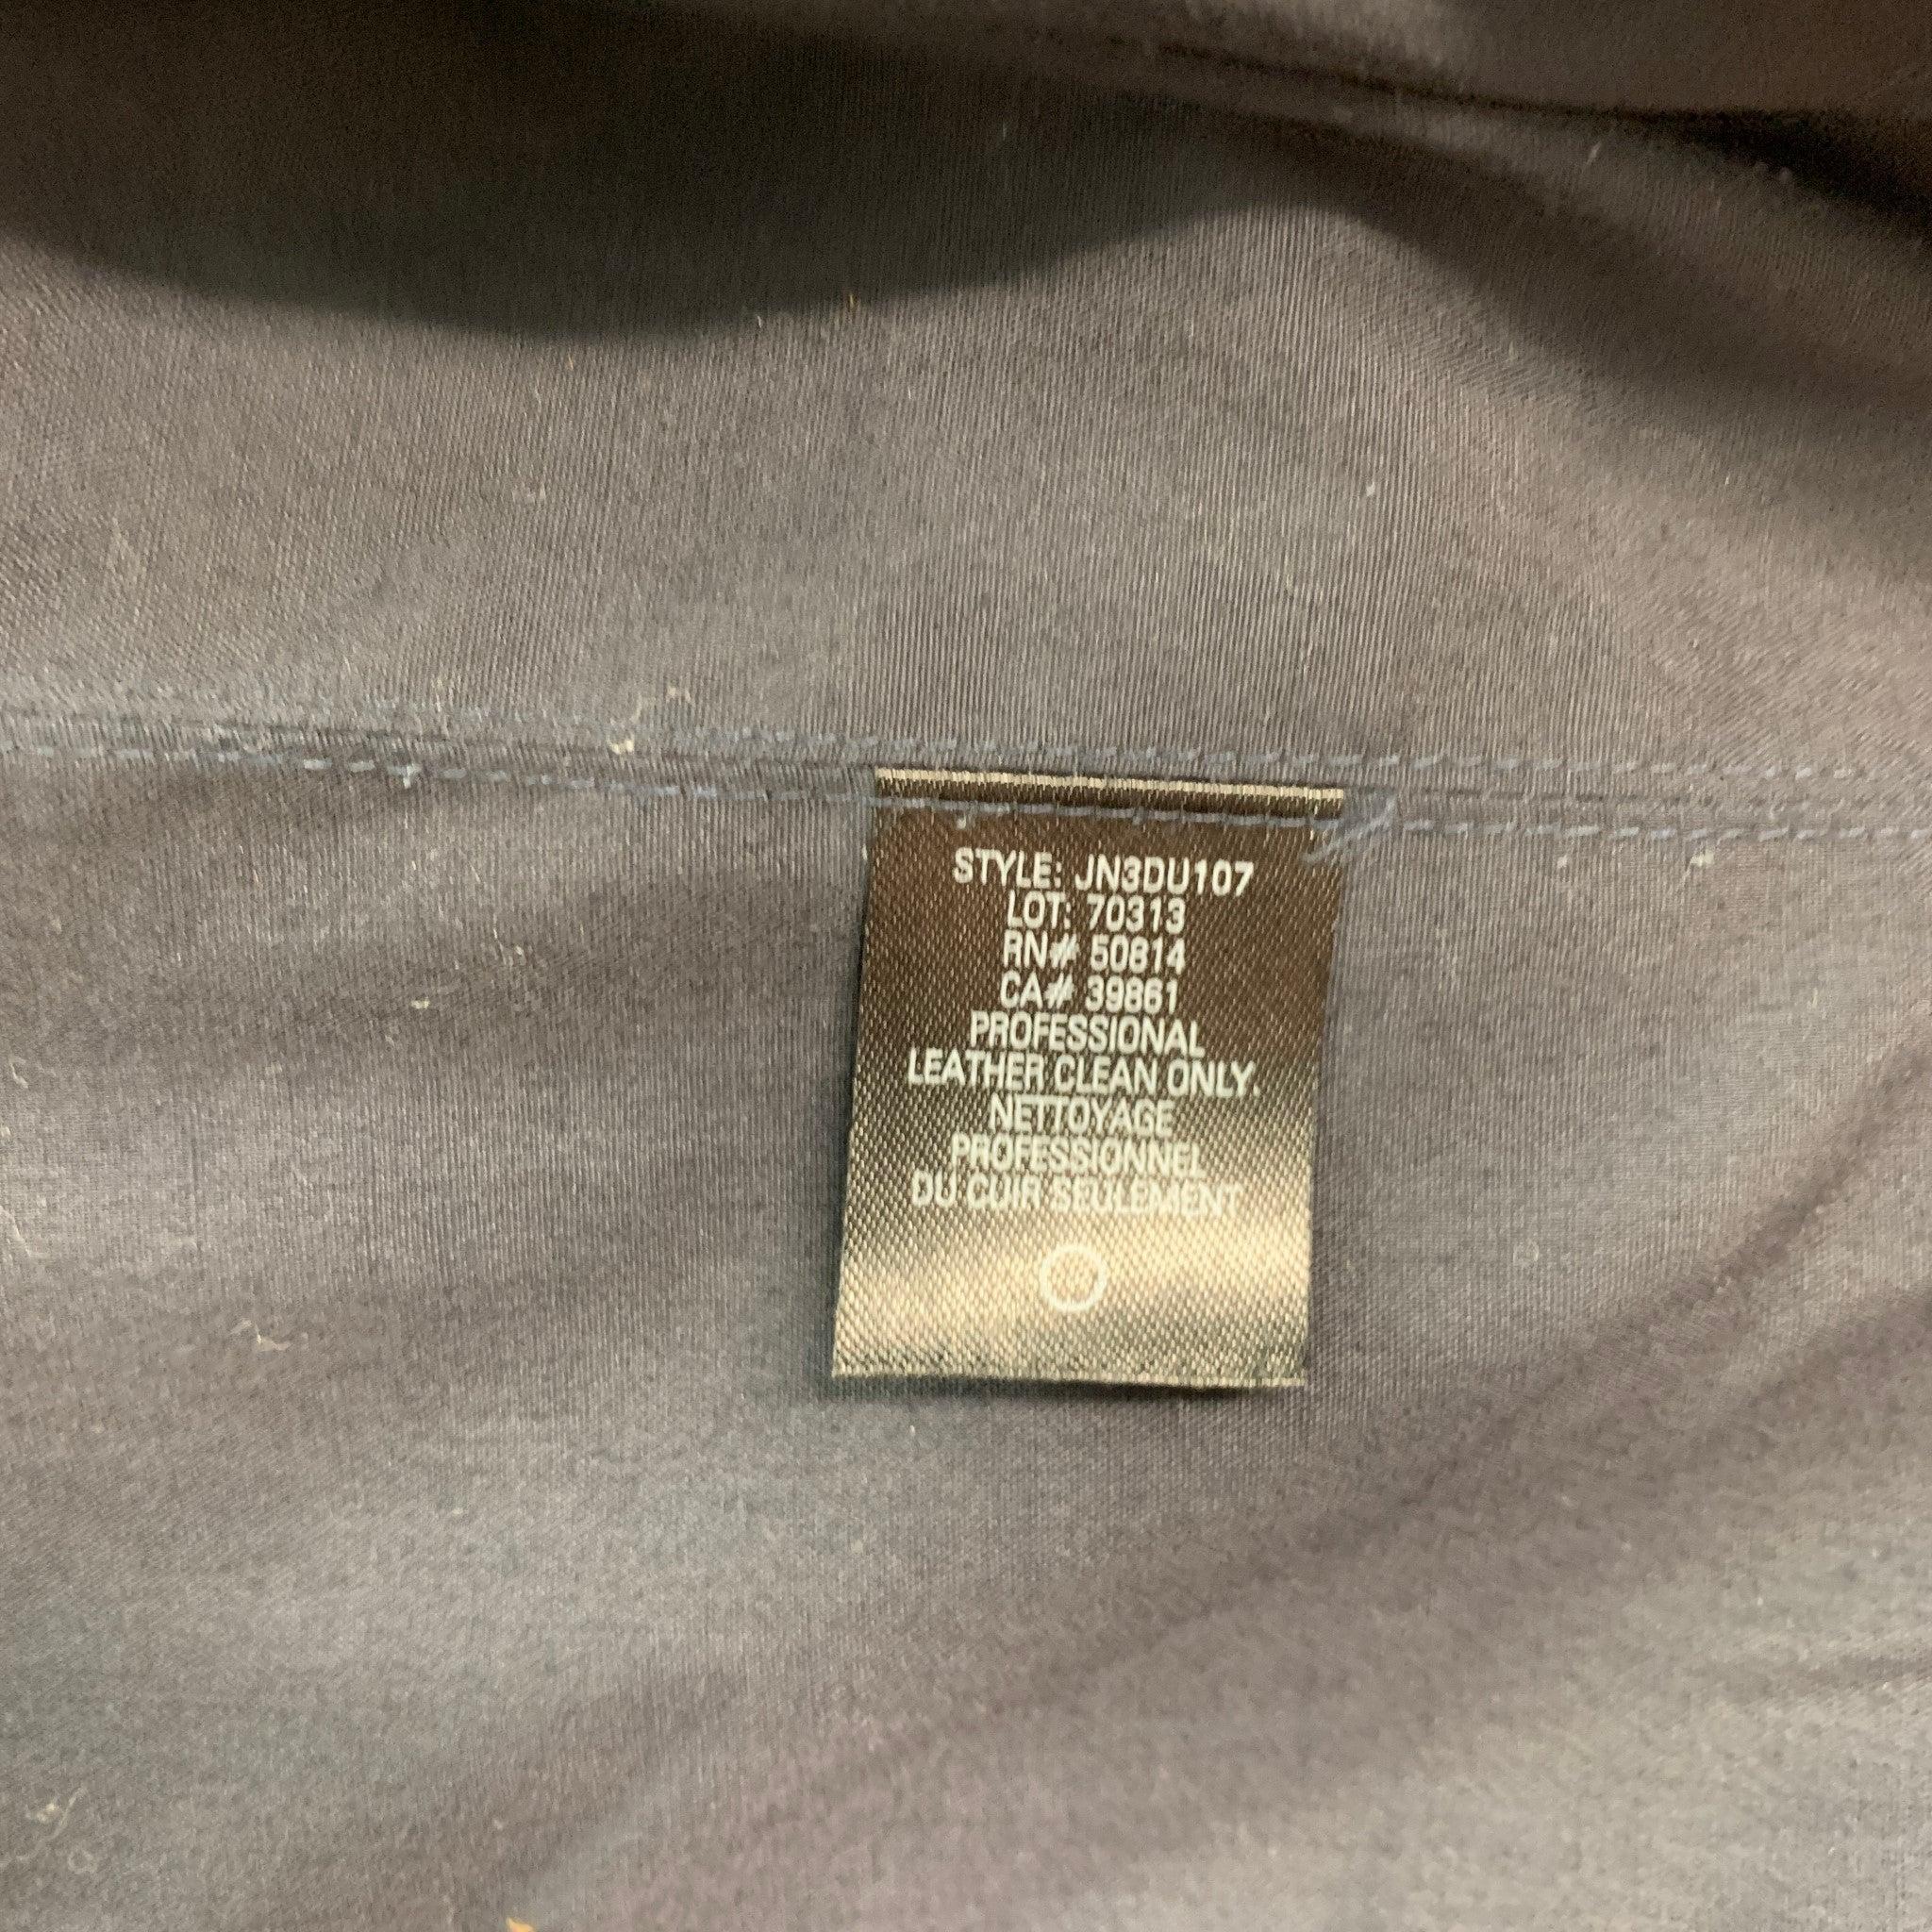 STYLE: JN3DU107
LOT: 70313
RN# 50814
CA# 39861
PROFESSIONAL
LEATHER CLEAN ONLY.
NETTOYAGE
PROFESSIONNEL
DU CUIR SEULEMENT